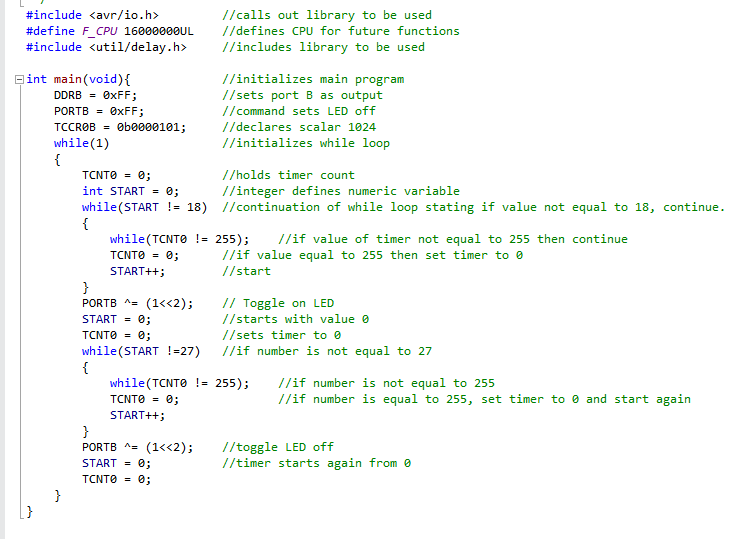 #include <avr/io.h> //calls out library to be used
#define F_CPU 16000000UL //defines CPU for future functions
#include <util/delay.h> //includes library to be used
int main(void){ //initializes main program
DDRB = 0xFF; //sets port B as output
PORTB = 0xFF; //command sets LED off
TCCR0B = 0b0000101; //declares scalar 1024
while(1) //initializes while loop
{
TCNT0 = 0; //holds timer count
int START = 0; //integer defines numeric variable
while(START != 18) //continuation of while loop stating if value not equal to 18, continue.
{
while(TCNT0 != 255); //if value of timer not equal to 255 then continue
TCNT0 = 0; //if value equal to 255 then set timer to 0
START++; //start
}
PORTB ^= (1<<2); // Toggle on LED
START = 0; //starts with value 0
TCNT0 = 0; //sets timer to 0
while(START !=27) //if number is not equal to 27
{
while(TCNT0 != 255); //if number is not equal to 255
TCNT0 = 0; //if number is equal to 255, set timer to 0 and start again
START++;
}
PORTB ^= (1<<2); //toggle LED off
START = 0; //timer starts again from 0
TCNT0 = 0;
}
}